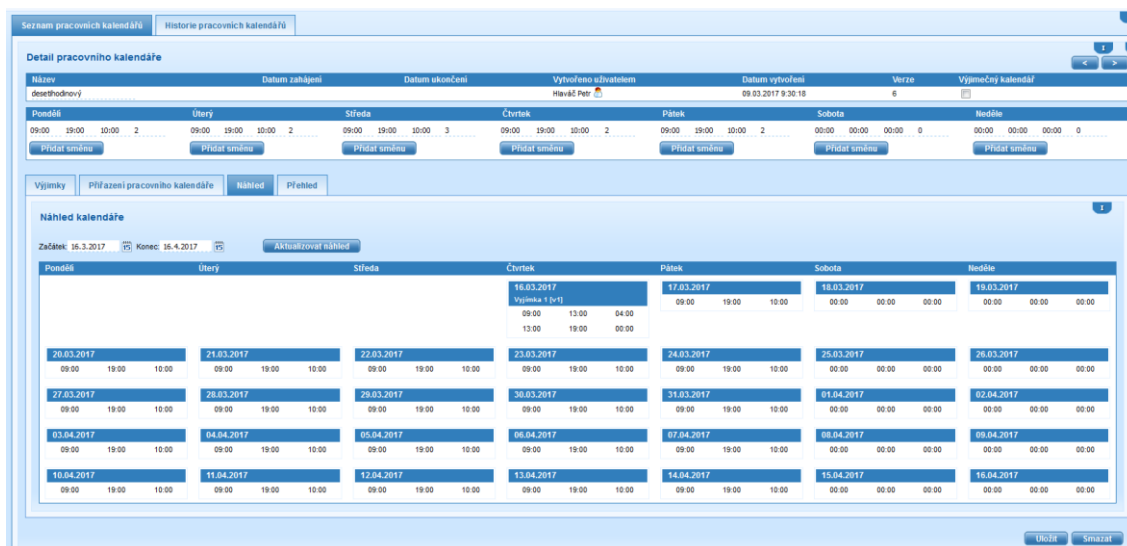 Seznam pracovních kalendářů Historie pracovních kalendářů
Detail pracovního kalendáře
I
< >
Název Datum zahájení Datum ukončení Vytvořeno uživatelem Datum vytvoření Verze Výjimečný kalendář
desetihodinový Hlaváč Petr 09.03.2017 9:30:18 6
Pondělí Úterý Středa Čtvrtek Pátek Sobota Neděle
09:00 19:00 10:00 2 09:00 19:00 10:00 2 09:00 19:00 10:00 3 09:00 19:00 10:00 2 09:00 19:00 10:00 2 00:00 00:00 00:00 0 00:00 00:00 00:00 0
Přidat směnu Přidat směnu Přidat směnu Přidat směnu Přidat směnu Přidat směnu Přidat směnu
Výjimky Přiřazení pracovního kalendáře Náhled Přehled
Náhled kalendáře
I
Začátek: 16.3.2017 15 Konec: 16.4.2017 15 Aktualizovat náhled
Pondělí Úterý Středa Čtvrtek Pátek Sobota Neděle
16.03.2017 17.03.2017 18.03.2017 19.03.2017
Vyjímka 1 [v1] 09:00 19:00 10:00 00:00 00:00 00:00 00:00 00:00 00:00
09:00 13:00 04:00
13:00 19:00 00:00
20.03.2017 21.03.2017 22.03.2017 23.03.2017 24.03.2017 25.03.2017 26.03.2017
09:00 19:00 10:00 09:00 19:00 10:00 09:00 19:00 10:00 09:00 19:00 10:00 09:00 19:00 10:00 00:00 00:00 00:00 00:00 00:00 00:00
27.03.2017 28.03.2017 29.03.2017 30.03.2017 31.03.2017 01.04.2017 02.04.2017
09:00 19:00 10:00 09:00 19:00 10:00 09:00 19:00 10:00 09:00 19:00 10:00 09:00 19:00 10:00 00:00 00:00 00:00 00:00 00:00 00:00
03.04.2017 04.04.2017 05.04.2017 06.04.2017 07.04.2017 08.04.2017 09.04.2017
09:00 19:00 10:00 09:00 19:00 10:00 09:00 19:00 10:00 09:00 19:00 10:00 09:00 19:00 10:00 00:00 00:00 00:00 00:00 00:00 00:00
10.04.2017 11.04.2017 12.04.2017 13.04.2017 14.04.2017 15.04.2017 16.04.2017
09:00 19:00 10:00 09:00 19:00 10:00 09:00 19:00 10:00 09:00 19:00 10:00 09:00 19:00 10:00 00:00 00:00 00:00 00:00 00:00 00:00
Uložit Smazat